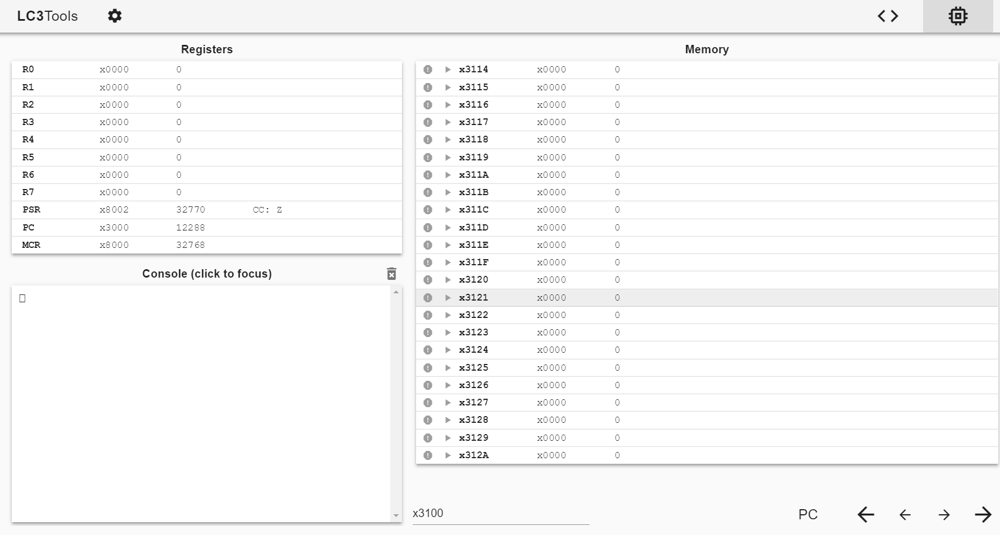 LC3Tools
Registers
R0 x0000 0
R1 x0000 0
R2 x0000 0
R3 x0000 0
R4 x0000 0
R5 x0000 0
R6 x0000 0
R7 x0000 0
PSR x8002 32770 CC: Z
PC x3000 12288
MCR x8000 32768
Console (click to focus)
Memory
x3114 x0000 0
x3115 x0000 0
x3116 x0000 0
x3117 x0000 0
x3118 x0000 0
x3119 x0000 0
x311A x0000 0
x311B x0000 0
x311C x0000 0
x311D x0000 0
x311E x0000 0
x311F x0000 0
x3120 x0000 0
x3121 x0000 0
x3122 x0000 0
x3123 x0000 0
x3124 x0000 0
x3125 x0000 0
x3126 x0000 0
x3127 x0000 0
x3128 x0000 0
x3129 x0000 0
x312A x0000 0
x3100
PC